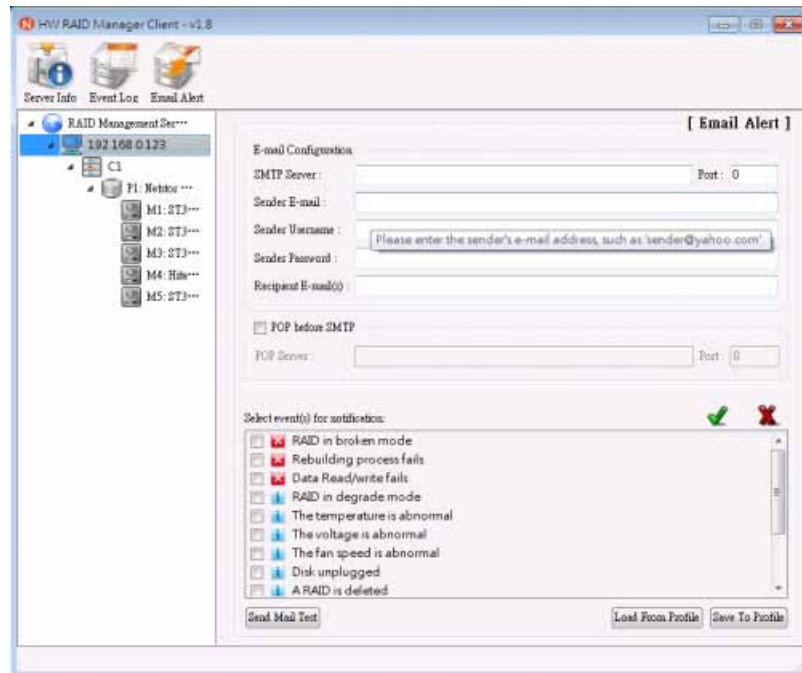 HW RAID Manager Client - v1.8
Server Info Event Log Email Alert
RAID Management Ser...
192.168.0.123
C1
P1: Netstor ...
M1: ST3...
M2: ST3...
M3: ST3...
M4: Hita...
M5: ST3...
[ Email Alert ]
E-mail Configuration
SMTP Server : Port : 0
Sender E-mail :
Sender Username :
Please enter the sender's e-mail address, such as 'sender@yahoo.com'.
Sender Password :
Recipient E-mail(s) :
POP before SMTP
POP Server : Port : 0
Select event(s) for notification:
RAID in broken mode
Rebuilding process fails
Data Read/write fails
RAID in degrade mode
The temperature is abnormal
The voltage is abnormal
The fan speed is abnormal
Disk unplugged
A RAID is deleted
Send Mail Test Load From Profile Save To Profile